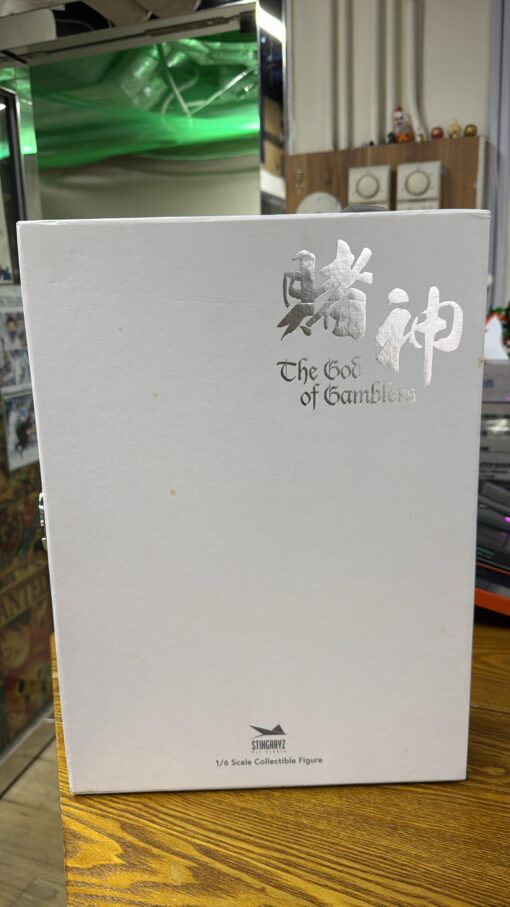 賭神
The God
of Gamblers
STINGRAYZ
1/6 Scale Collectible Figure